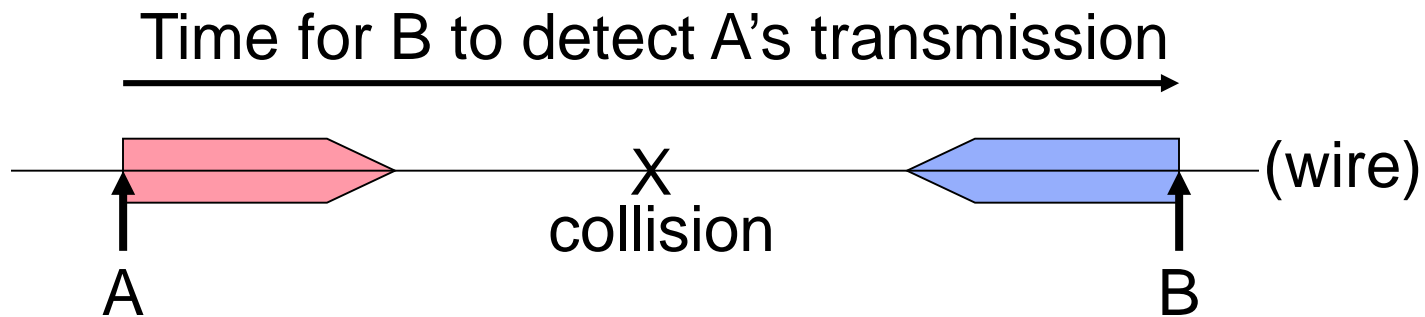 Time for B to detect A’s transmission
X
(wire)
collision
A
B